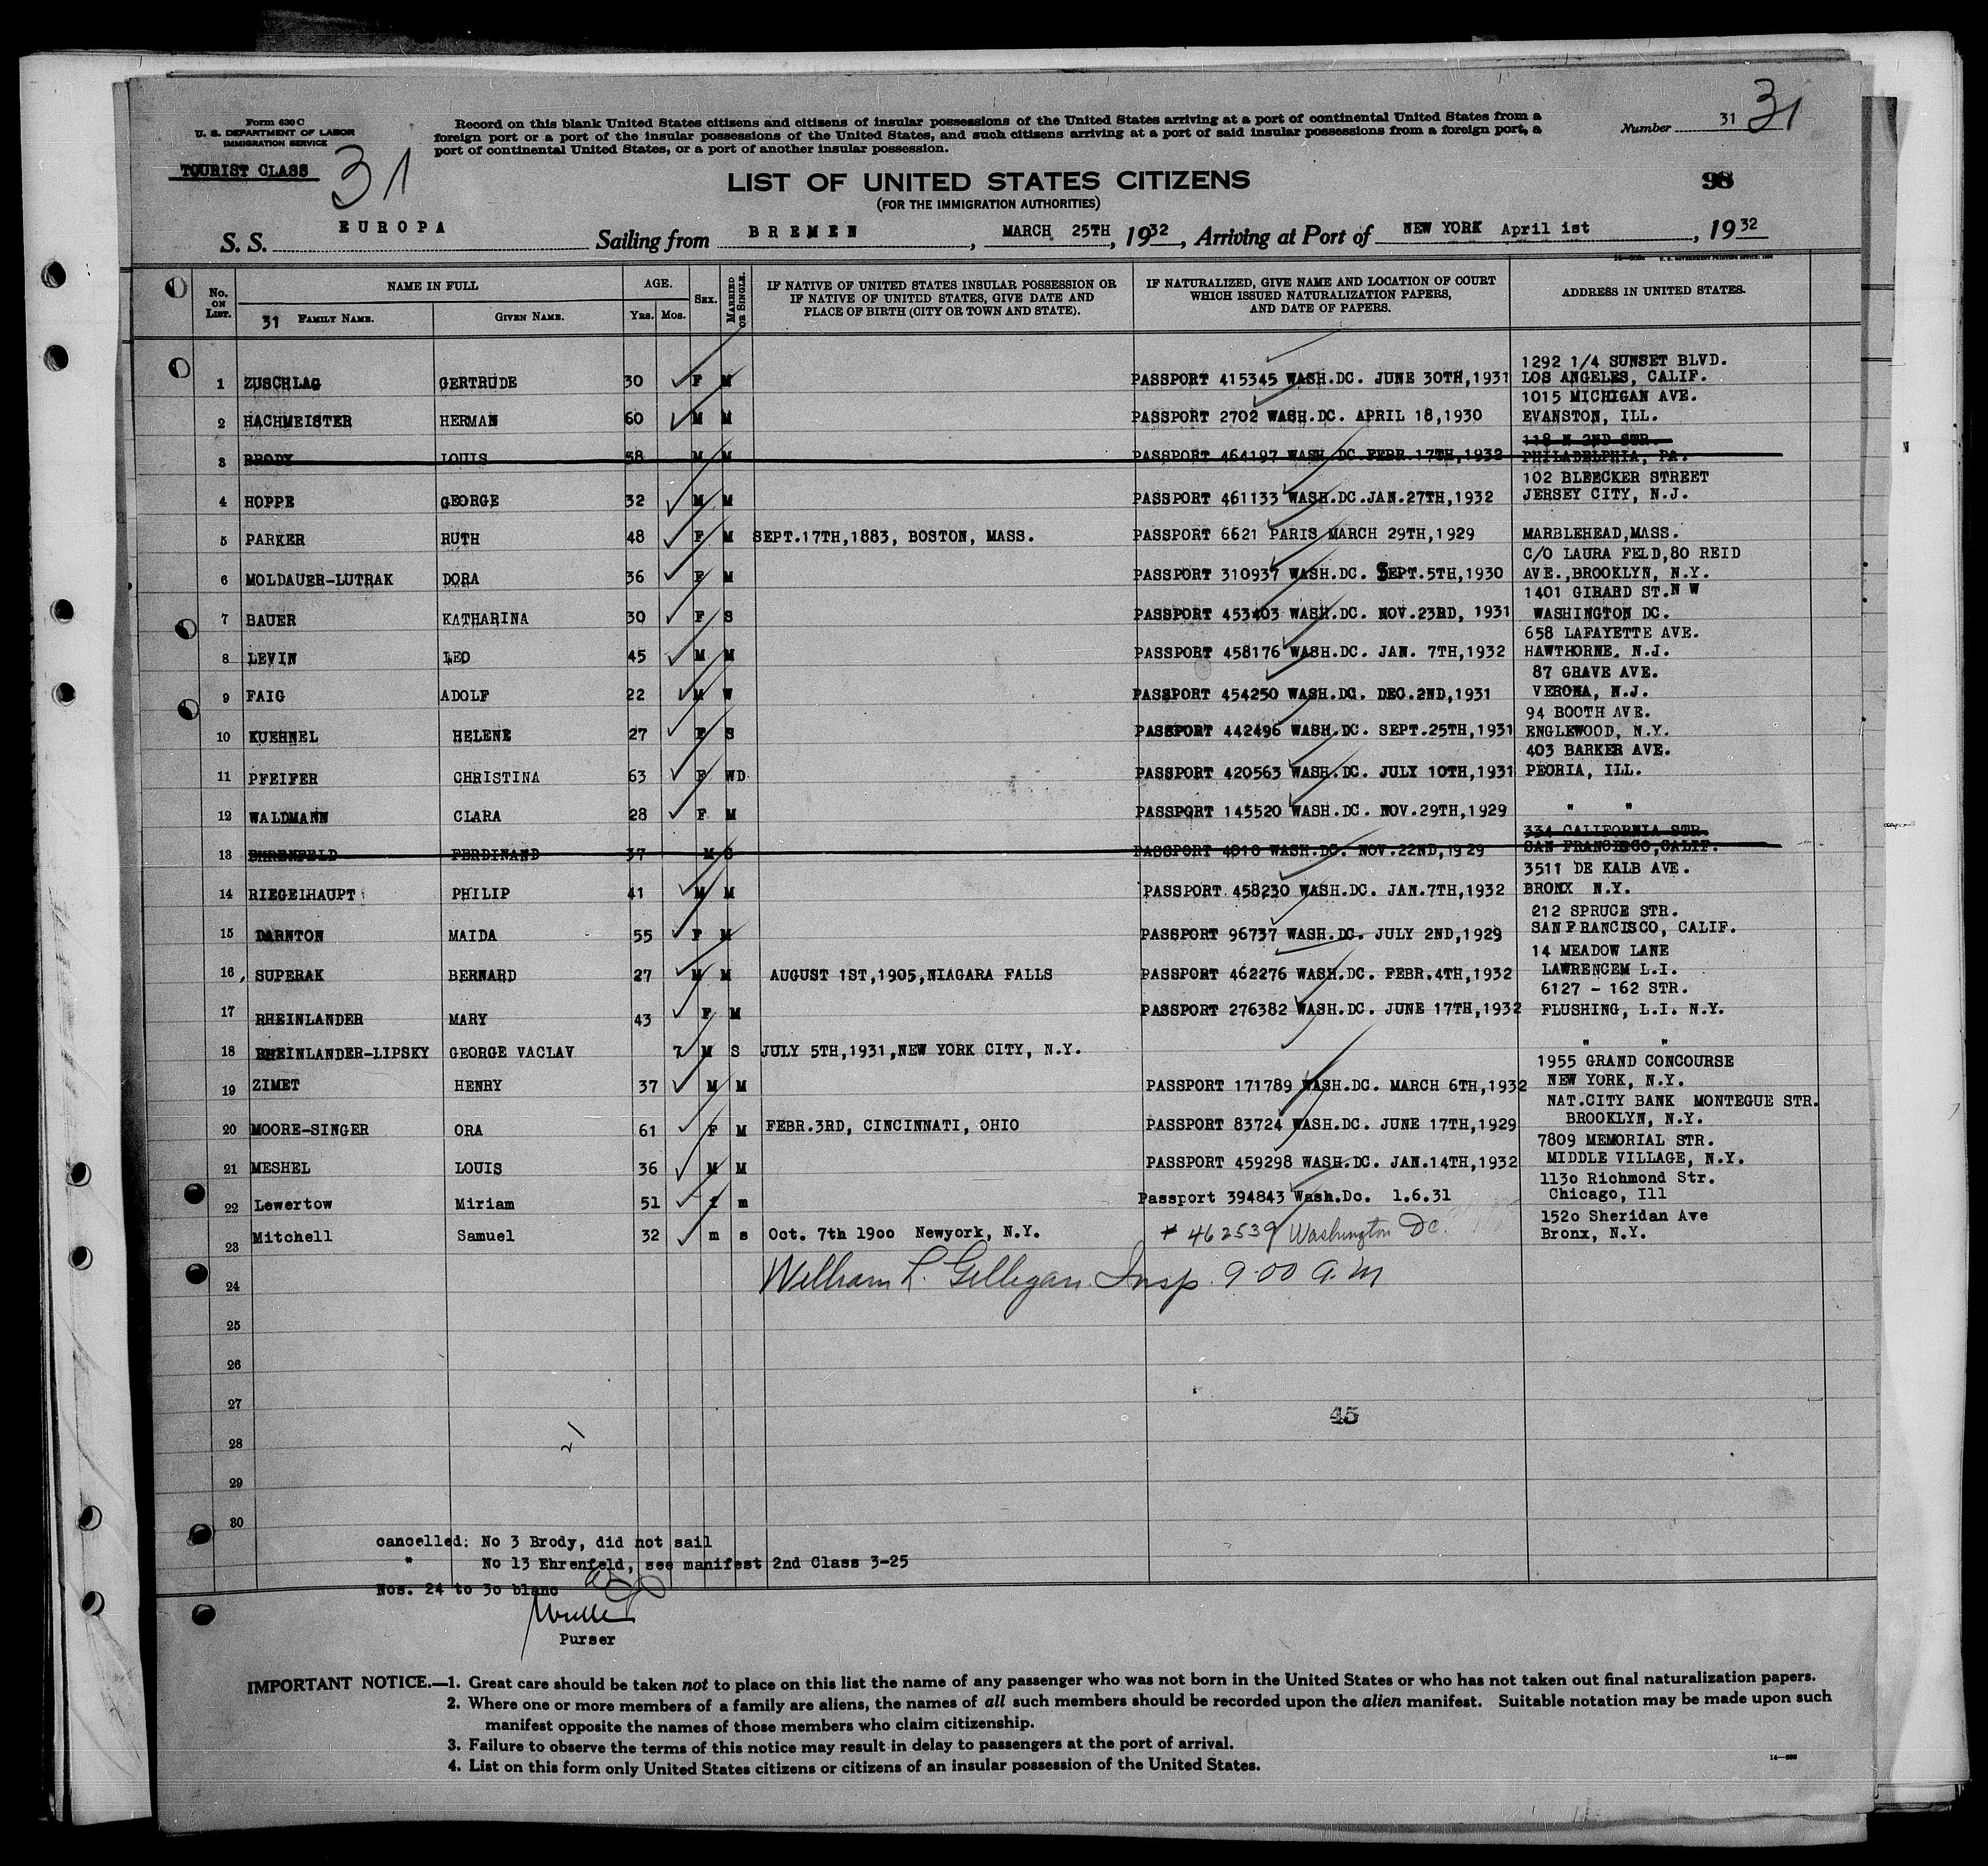 Form 630 C
U. S. DEPARTMENT OF LABOR
IMMIGRATION SERVICE
TOURIST CLASS
31
Record on this blank United States citizens and citizens of insular possessions of the United States arriving at a port of continental United States from a
foreign port or a port of the insular possessions of the United States, and such citizens arriving at a port of said insular possessions from a foreign port, a
port of continental United States, or a port of another insular possession.
Number 31 31
LIST OF UNITED STATES CITIZENS
(FOR THE IMMIGRATION AUTHORITIES)
98
S. S. EUROPA Sailing from BREMEN, MARCH 25TH, 1932, Arriving at Port of NEW YORK April 1st, 1932
No. ON LIST. NAME IN FULL AGE. SEX. MARRIED OR SINGLE. IF NATIVE OF UNITED STATES INSULAR POSSESSION OR IF NATIVE OF UNITED STATES, GIVE DATE AND PLACE OF BIRTH (CITY OR TOWN AND STATE). IF NATURALIZED, GIVE NAME AND LOCATION OF COURT WHICH ISSUED NATURALIZATION PAPERS, AND DATE OF PAPERS. ADDRESS IN UNITED STATES.
31 FAMILY NAME. GIVEN NAME. Yrs. Mos.
1292 1/4 SUNSET BLVD.
1 ZUSCHLAG GERTRUDE 30 F M PASSPORT 415345 WASH.DC. JUNE 30TH,1931 LOS ANGELES, CALIF.
1015 MICHIGAN AVE.
2 HACHMEISTER HERMAN 60 M M PASSPORT 2702 WASH.DC. APRIL 18,1930 EVANSTON, ILL.
118 N 2ND STR.
3 BRODY LOUIS 58 M M PASSPORT 464197 WASH.DC.FEBR.17TH,1932 PHILADELPHIA, PA.
102 BLEECKER STREET
4 HOPPE GEORGE 32 M M PASSPORT 461133 WASH.DC.JAN.27TH,1932 JERSEY CITY, N.J.
5 PARKER RUTH 48 F M SEPT.17TH,1883, BOSTON, MASS. PASSPORT 6621 PARIS MARCH 29TH,1929 MARBLEHEAD,MASS.
C/O LAURA FELD,80 REID
6 MOLDAUER-LUTRAK DORA 36 F M PASSPORT 310937 WASH.DC. SEPT.5TH,1930 AVE.,BROOKLYN, N.Y.
1401 GIRARD ST.N W
7 BAUER KATHARINA 30 F S PASSPORT 453403 WASH.DC. NOV.23RD, 1931 WASHINGTON DC.
658 LAFAYETTE AVE.
8 LEVIN LEO 45 M M PASSPORT 458176 WASH.DC. JAN. 7TH,1932 HAWTHORNE, N.J.
87 GRAVE AVE.
9 FAIG ADOLF 22 M W PASSPORT 454250 WASH.DC. DEC.2ND,1931 VERONA, N.J.
94 BOOTH AVE.
10 KUEHNEL HELENE 27 F S PASSPORT 442496 WASH.DC. SEPT.25TH,1931 ENGLEWOOD, N.Y.
403 BARKER AVE.
11 PFEIFER CHRISTINA 63 F WD PASSPORT 420563 WASH.DC. JULY 10TH,1931 PEORIA, ILL.
12 WALDMANN CLARA 28 F M PASSPORT 145520 WASH.DC. NOV.29TH,1929 " "
334 CALIFORNIA STR.
13 EHRENFELD FERDINAND 37 M S PASSPORT 4910 WASH.DC. NOV.22ND,1929 SAN FRANCISCO,CALIF.
3511 DE KALB AVE.
14 RIEGELHAUPT PHILIP 41 M M PASSPORT 458230 WASH.DC. JAN.7TH,1932 BRONX N.Y.
212 SPRUCE STR.
15 DARNTON MAIDA 55 F M PASSPORT 96737 WASH.DC. JULY 2ND,1929 SAN FRANCISCO, CALIF.
14 MEADOW LANE
16 SUPERAK BERNARD 27 M M AUGUST 1ST,1905,NIAGARA FALLS PASSPORT 462276 WASH.DC. FEBR.4TH,1932 LAWRENCEM L.I.
6127 - 162 STR.
17 RHEINLANDER MARY 43 F M PASSPORT 276382 WASH.DC. JUNE 17TH,1932 FLUSHING, L.I. N.Y.
18 RHEINLANDER-LIPSKY GEORGE VACLAV 7 M S JULY 5TH,1931,NEW YORK CITY, N.Y. " "
1955 GRAND CONCOURSE
19 ZIMET HENRY 37 M M PASSPORT 171789 WASH.DC. MARCH 6TH,1932 NEW YORK, N.Y.
NAT.CITY BANK MONTEGUE STR.
20 MOORE-SINGER ORA 61 F M FEBR.3RD, CINCINNATI, OHIO PASSPORT 83724 WASH.DC. JUNE 17TH,1929 BROOKLYN, N.Y.
7809 MEMORIAL STR.
21 MESHEL LOUIS 36 M M PASSPORT 459298 WASH.DC. JAN.14TH,1932 MIDDLE VILLAGE, N.Y.
1130 Richmond Str.
22 Lewertow Miriam 51 f m Passport 394843 Wash.Dc. 1.6.31 Chicago, Ill
1520 Sheridan Ave
23 Mitchell Samuel 32 m s Oct. 7th 1900 Newyork, N.Y. # 462539 Washington DC. Bronx, N.Y.
24 William L. Gilligan Insp. 9.00 a.m
25
26
27
45
28
21
29
30
cancelled: No 3 Brody, did not sail
" No 13 Ehrenfeld, see manifest 2nd Class 3-25
Nos. 24 to 30 blanc
Purser
IMPORTANT NOTICE.—1. Great care should be taken not to place on this list the name of any passenger who was not born in the United States or who has not taken out final naturalization papers.
2. Where one or more members of a family are aliens, the names of all such members should be recorded upon the alien manifest. Suitable notation may be made upon such
manifest opposite the names of those members who claim citizenship.
3. Failure to observe the terms of this notice may result in delay to passengers at the port of arrival.
4. List on this form only United States citizens or citizens of an insular possession of the United States.